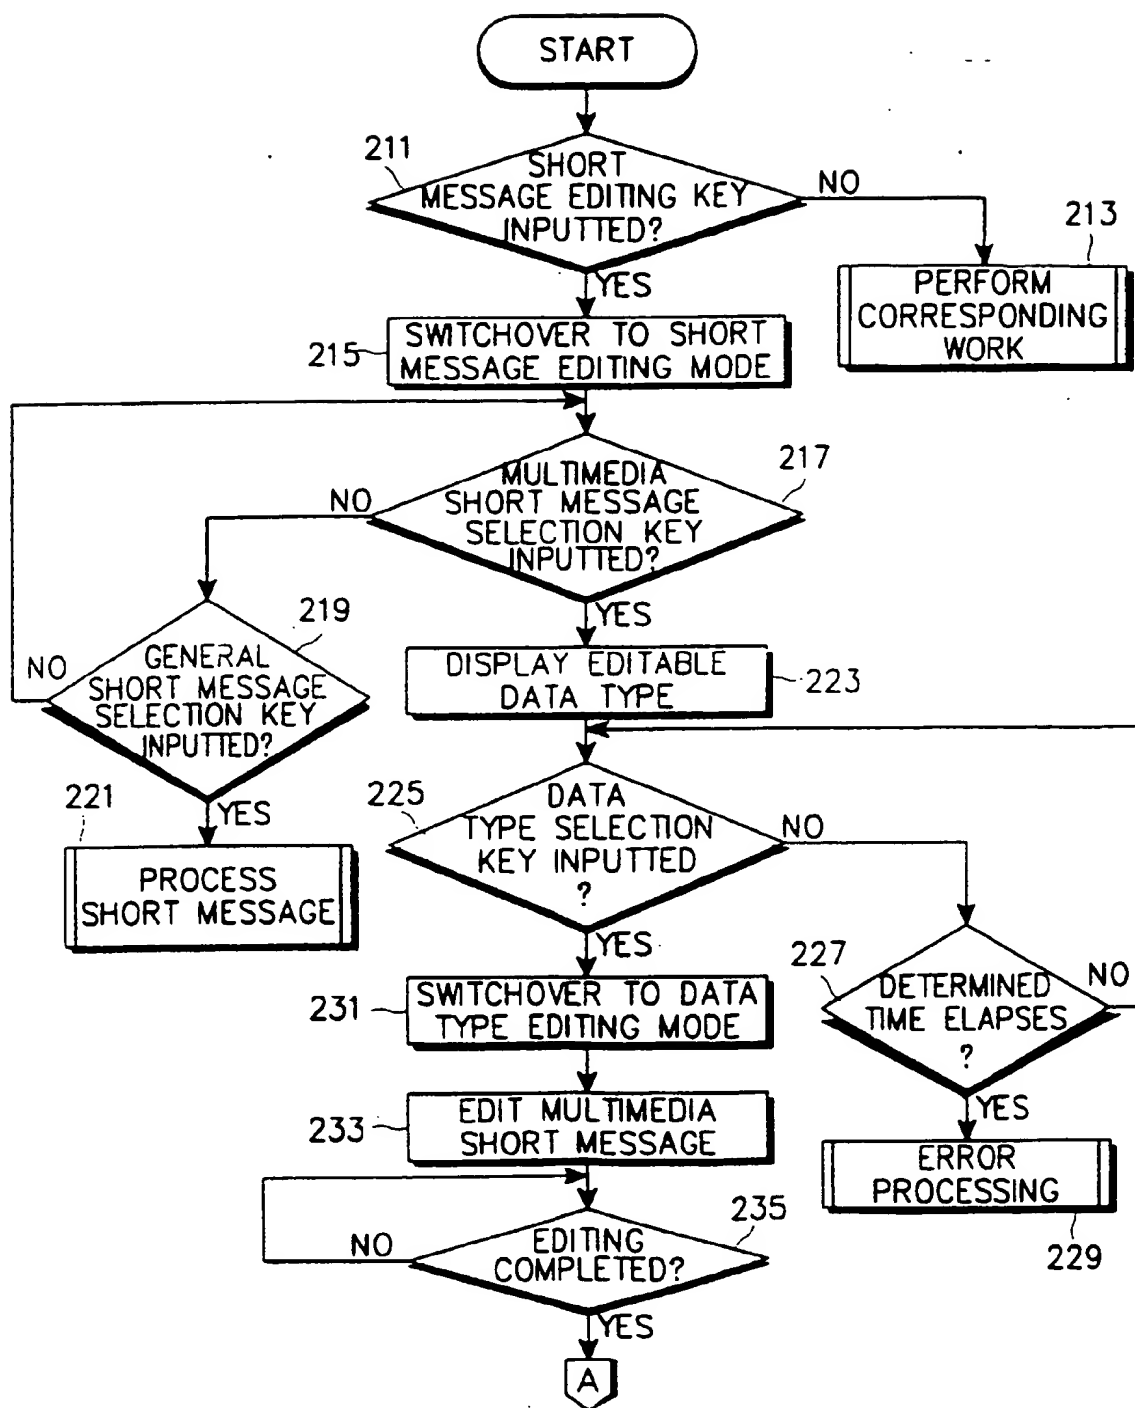 START
211
SHORT
MESSAGE EDITING KEY
INPUTTED?
NO
213
PERFORM
CORRESPONDING
WORK
YES
215
SWITCHOVER TO SHORT
MESSAGE EDITING MODE
217
MULTIMEDIA
SHORT MESSAGE
SELECTION KEY
INPUTTED?
NO
YES
219
GENERAL
SHORT MESSAGE
SELECTION KEY
INPUTTED?
NO
YES
221
PROCESS
SHORT MESSAGE
DISPLAY EDITABLE
DATA TYPE
223
225
DATA
TYPE SELECTION
KEY INPUTTED
?
NO
YES
227
DETERMINED
TIME ELAPSES
?
NO
YES
ERROR
PROCESSING
229
231
SWITCHOVER TO DATA
TYPE EDITING MODE
233
EDIT MULTIMEDIA
SHORT MESSAGE
235
EDITING
COMPLETED?
NO
YES
A